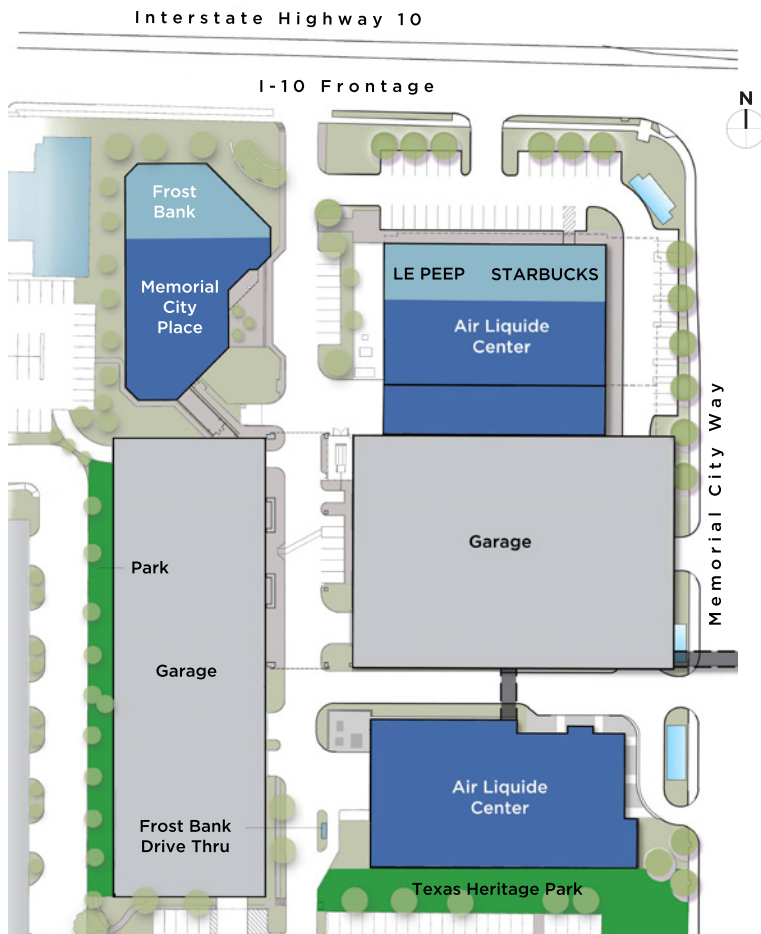 Interstate Highway 10
I-10 Frontage
N
Frost
Bank
LE PEEP STARBUCKS
Memorial
City
Place
Air Liquide
Center
Memorial City Way
Garage
Park
Garage
Air Liquide
Center
Frost Bank
Drive Thru
Texas Heritage Park